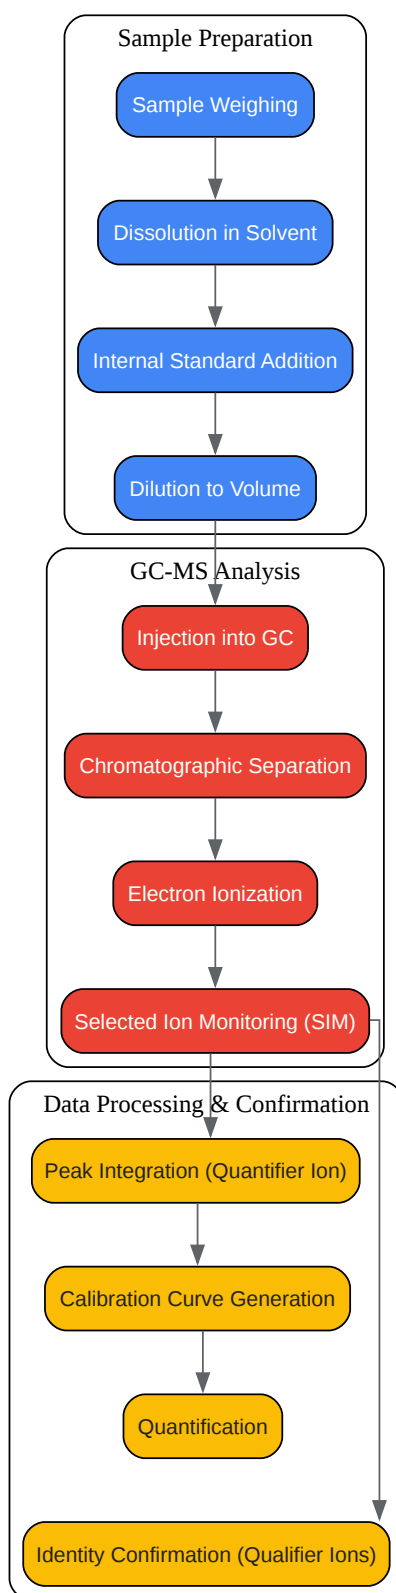 Sample Preparation
Sample Weighing
Dissolution in Solvent
Internal Standard Addition
Dilution to Volume
GC-MS Analysis
Injection into GC
Chromatographic Separation
Electron Ionization
Selected Ion Monitoring (SIM)
Data Processing & Confirmation
Peak Integration (Quantifier Ion)
Calibration Curve Generation
Quantification
Identity Confirmation (Qualifier Ions)